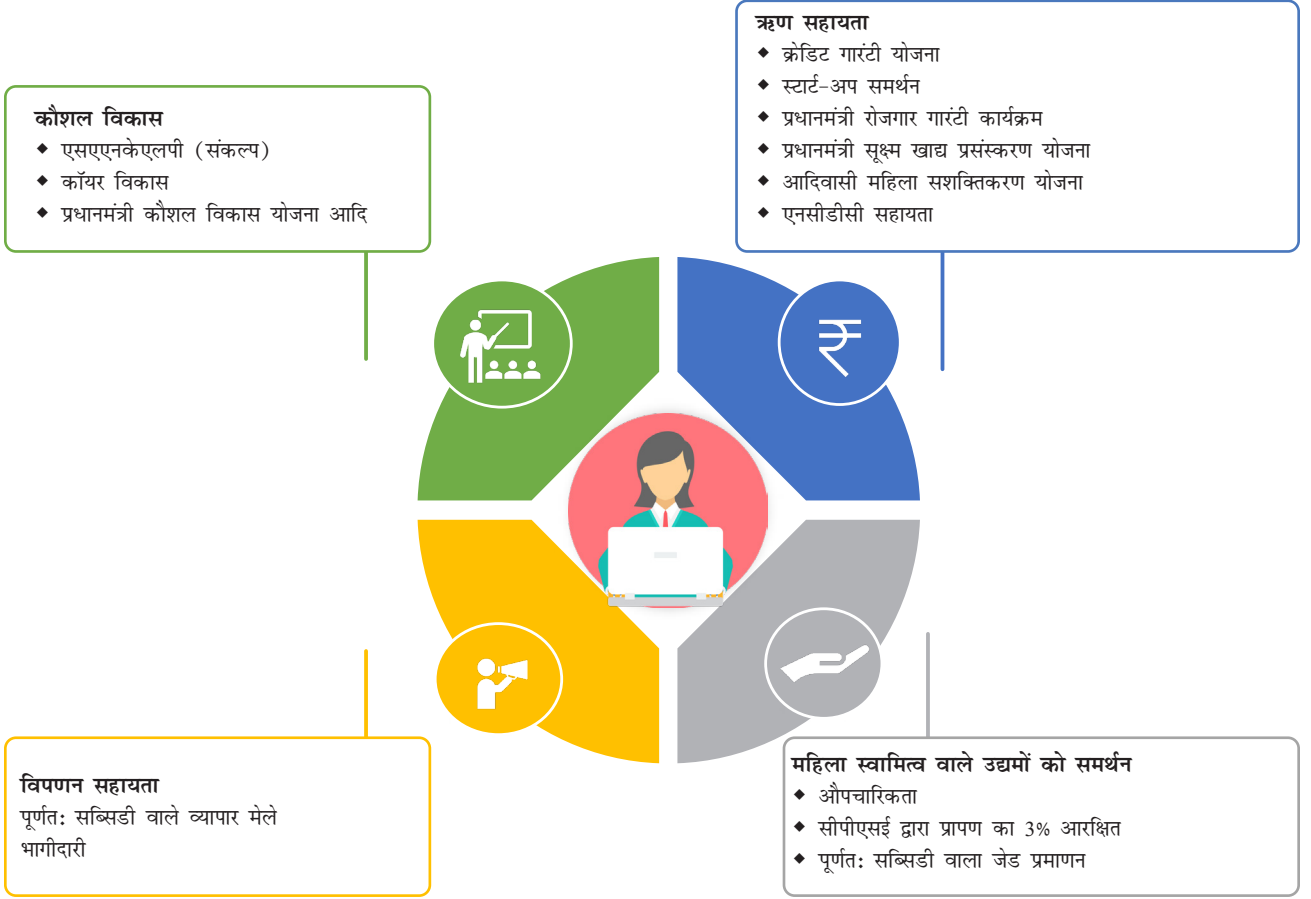 ऋण सहायता
◆ क्रेडिट गारंटी योजना
◆ स्टार्ट-अप समर्थन
◆ प्रधानमंत्री रोजगार गारंटी कार्यक्रम
◆ प्रधानमंत्री सूक्ष्म खाद्य प्रसंस्करण योजना
◆ आदिवासी महिला सशक्तिकरण योजना
◆ एनसीडीसी सहायता
कौशल विकास
◆ एसएएनकेएलपी (संकल्प)
◆ कॉयर विकास
◆ प्रधानमंत्री कौशल विकास योजना आदि
₹
विपणन सहायता
पूर्णत: सब्सिडी वाले व्यापार मेले
भागीदारी
महिला स्वामित्व वाले उद्यमों को समर्थन
◆ औपचारिकता
◆ सीपीएसई द्वारा प्रापण का 3% आरक्षित
◆ पूर्णत: सब्सिडी वाला जेड प्रमाणन